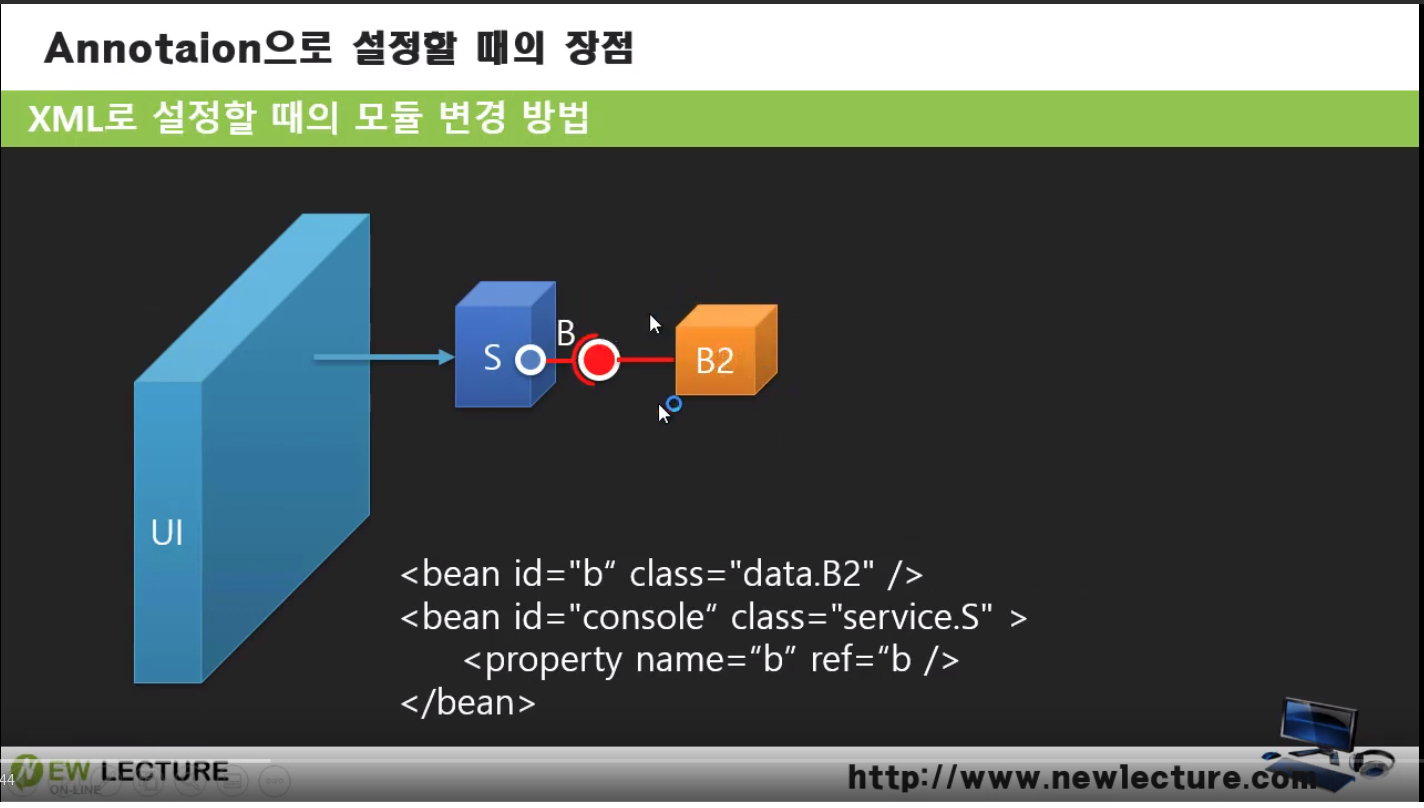 Annotaion으로 설정할 때의 장점
XML로 설정할 때의 모듈 변경 방법
B
S
B2
UI
<bean id="b“ class="data.B2" />
<bean id="console“ class="service.S" >
<property name=“b” ref=“b />
</bean>
44
NEW LECTURE
ON-LINE
http://www.newlecture.com